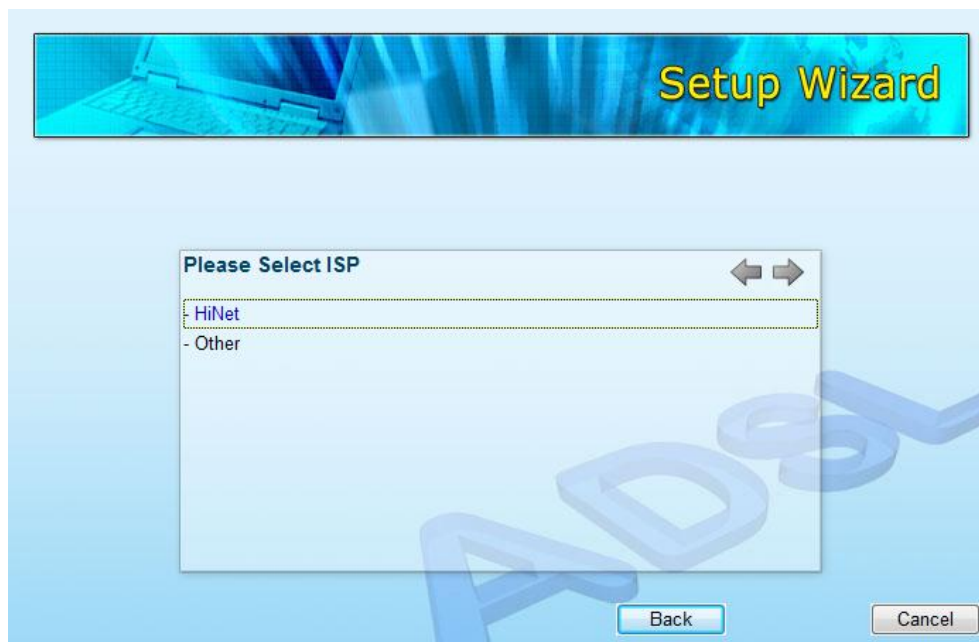 Setup Wizard
Please Select ISP
- HiNet
- Other
ADSL
Back
Cancel